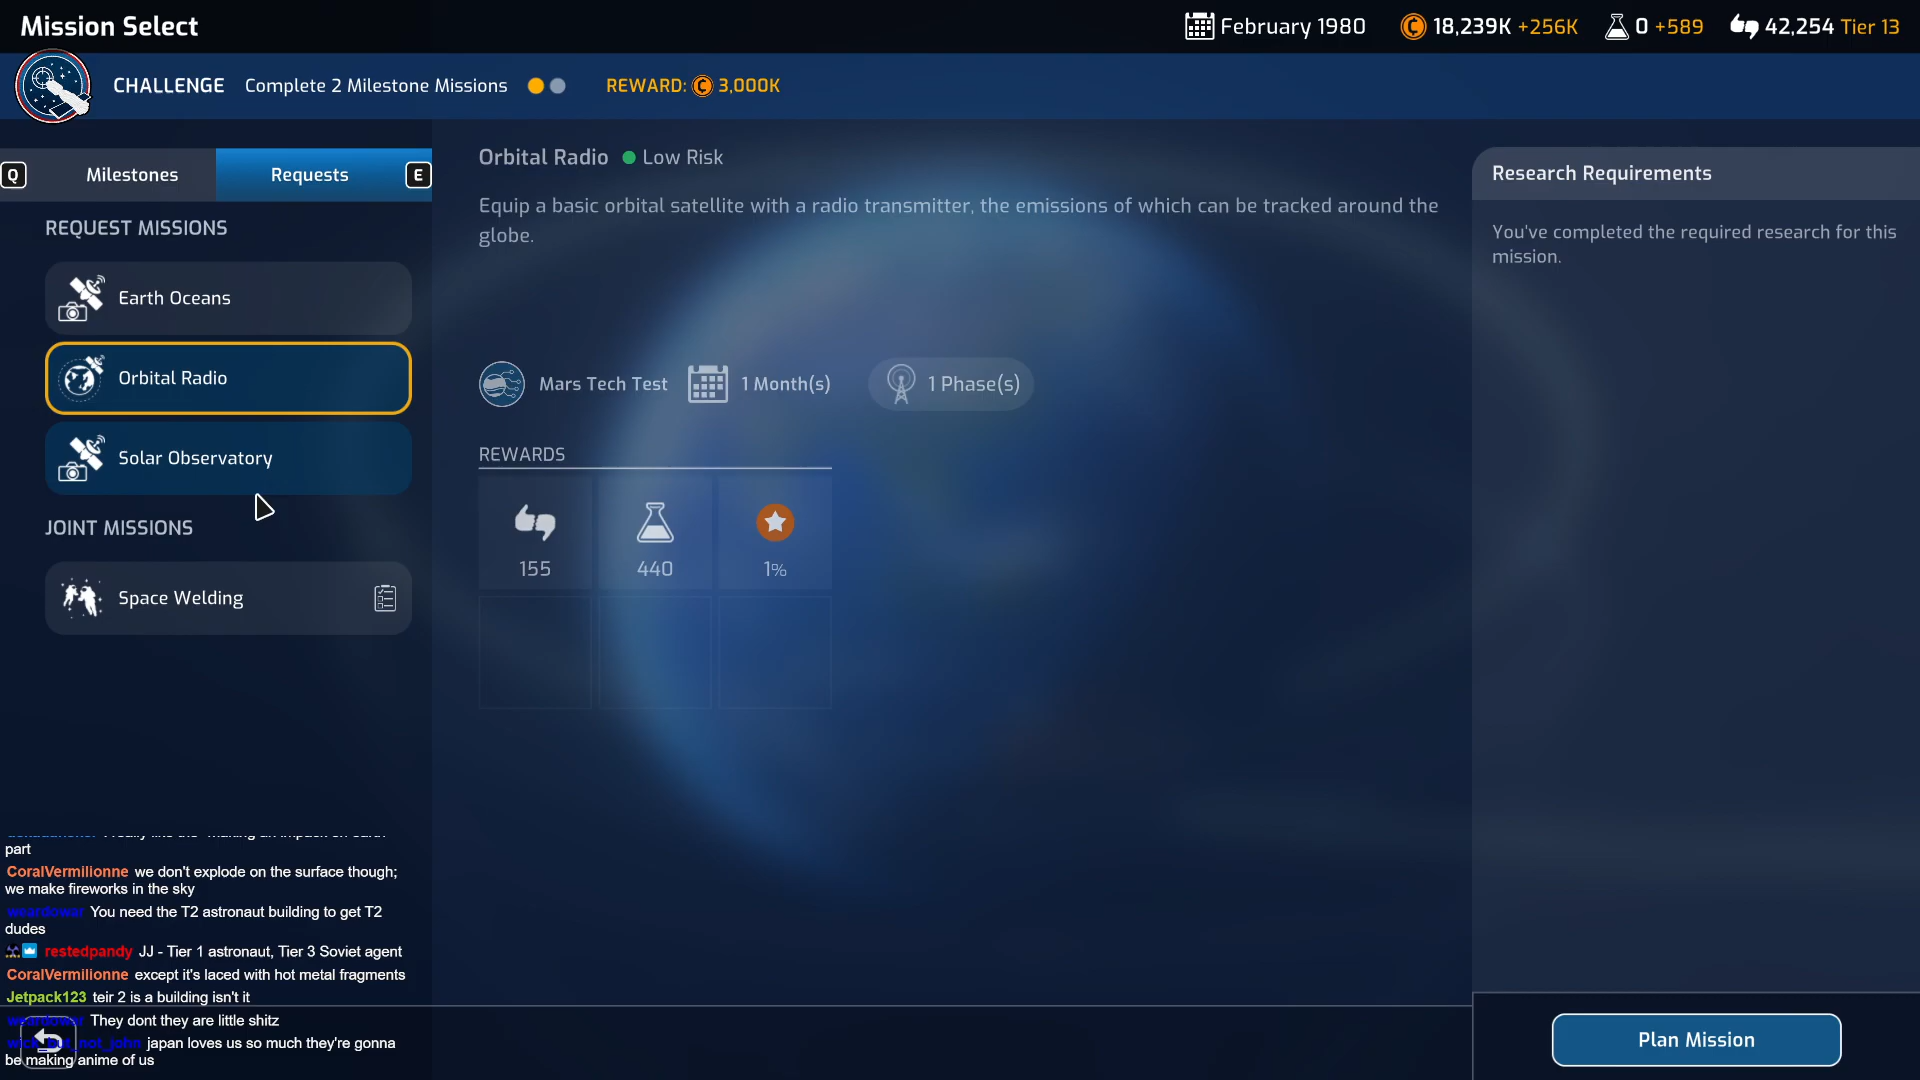 Mission Select
February 1980
18,239K +256K
0 +589
42,254 Tier 13
CHALLENGE Complete 2 Milestone Missions REWARD: 3,000K
Q Milestones Requests E
REQUEST MISSIONS
Earth Oceans
Orbital Radio
Solar Observatory
JOINT MISSIONS
Space Welding
Orbital Radio Low Risk
Equip a basic orbital satellite with a radio transmitter, the emissions of which can be tracked around the
globe.
Mars Tech Test 1 Month(s) 1 Phase(s)
REWARDS
155 440 1%
Research Requirements
You've completed the required research for this
mission.
Plan Mission
part
CoralVermilionne we don't explode on the surface though;
we make fireworks in the sky
weardower You need the T2 astronaut building to get T2
dudes
restedpandy JJ - Tier 1 astronaut, Tier 3 Soviet agent
CoralVermilionne except it's laced with hot metal fragments
Jetpack123 teir 2 is a building isn't it
weardower They dont they are little shitz
wick_but_not_john japan loves us so much they're gonna
be making anime of us